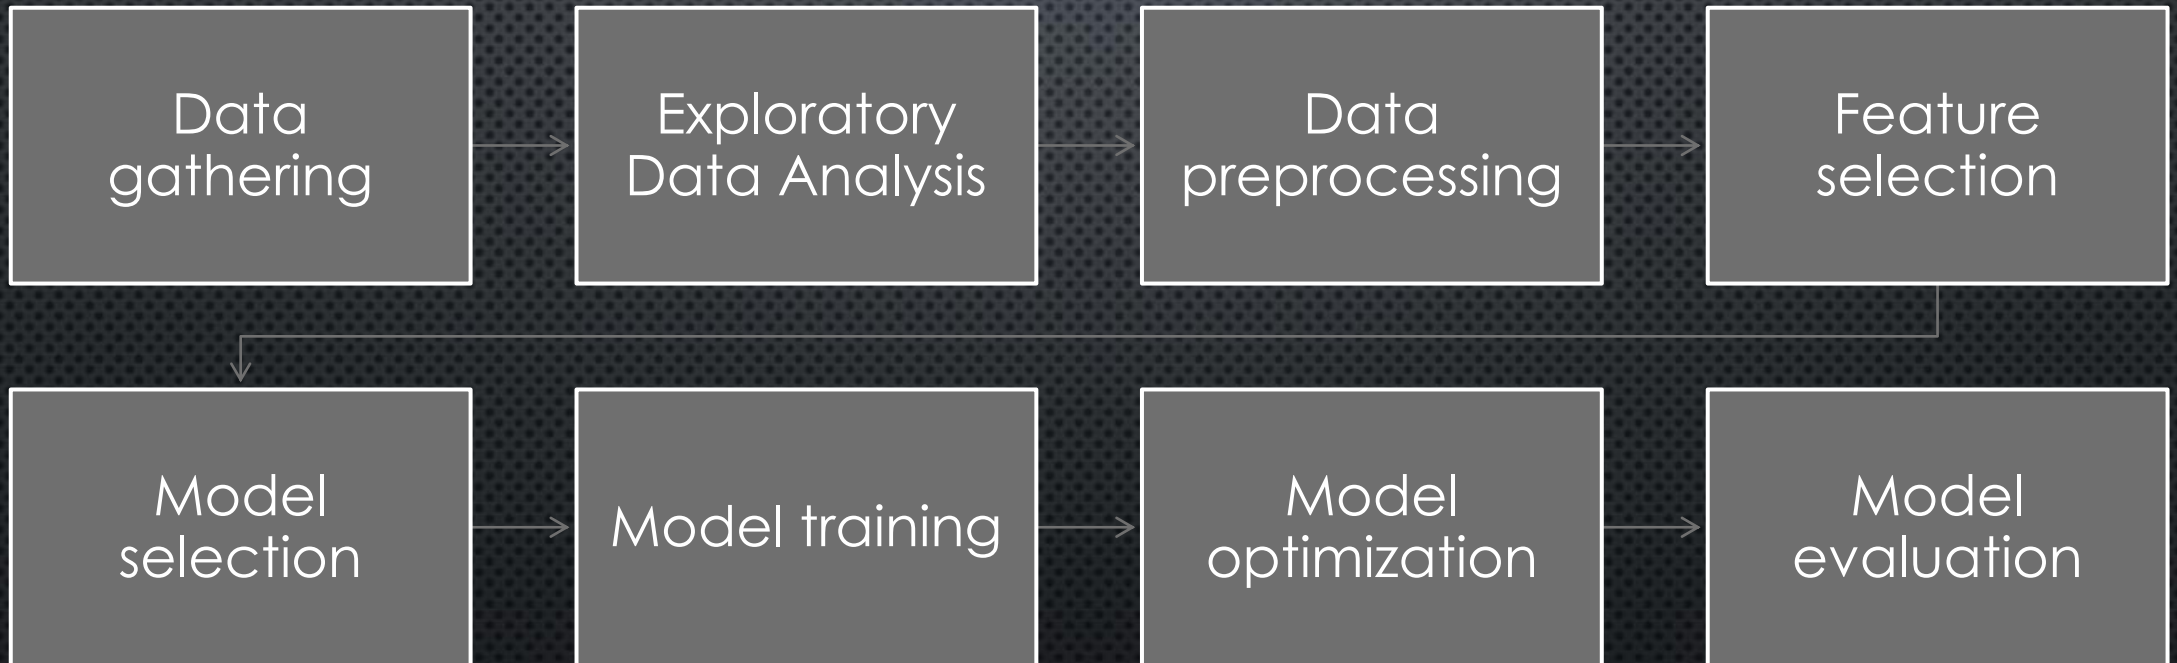 Data
gathering
Exploratory
Data Analysis
Data
preprocessing
Feature
selection
Model
selection
Model training
Model
optimization
Model
evaluation